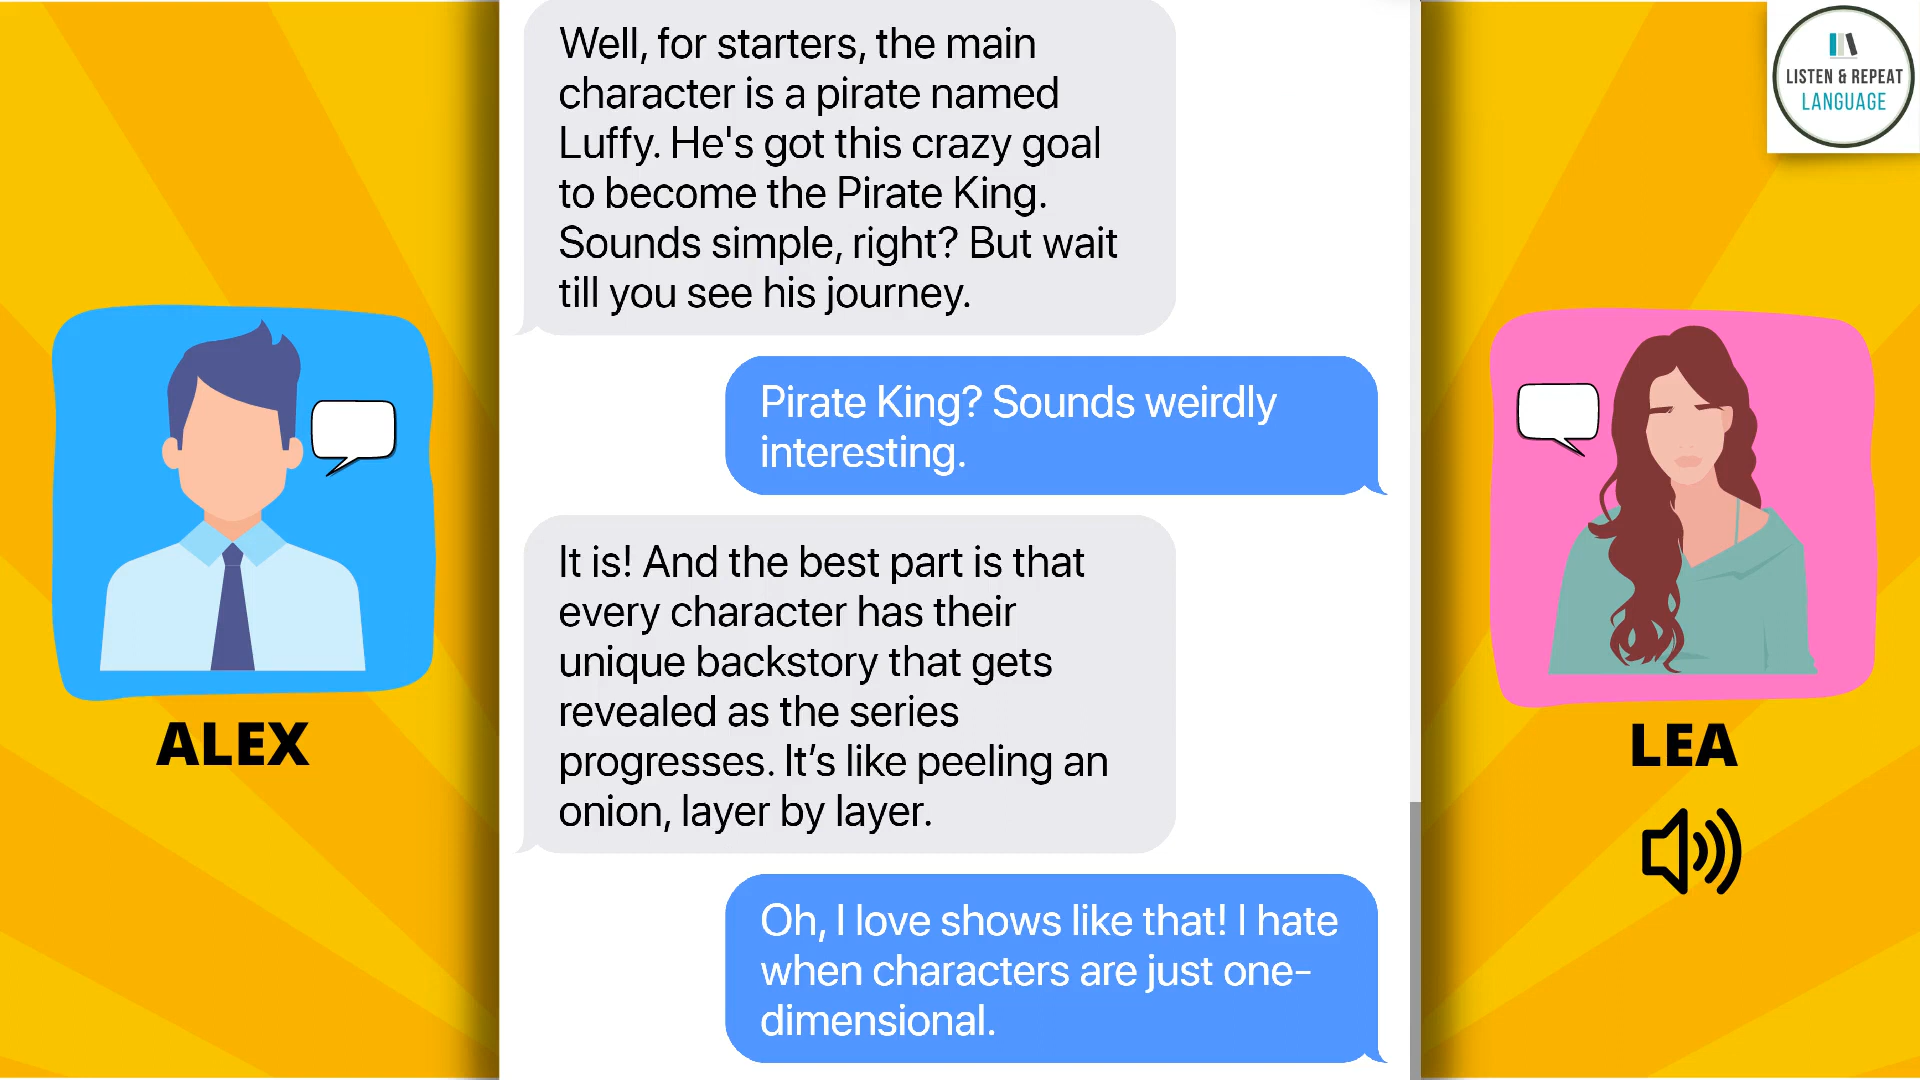 Well, for starters, the main
character is a pirate named
Luffy. He's got this crazy goal
to become the Pirate King.
Sounds simple, right? But wait
till you see his journey.
Pirate King? Sounds weirdly
interesting.
It is! And the best part is that
every character has their
unique backstory that gets
revealed as the series
progresses. It’s like peeling an
onion, layer by layer.
Oh, I love shows like that! I hate
when characters are just one-
dimensional.
ALEX
LEA
LISTEN & REPEAT
LANGUAGE